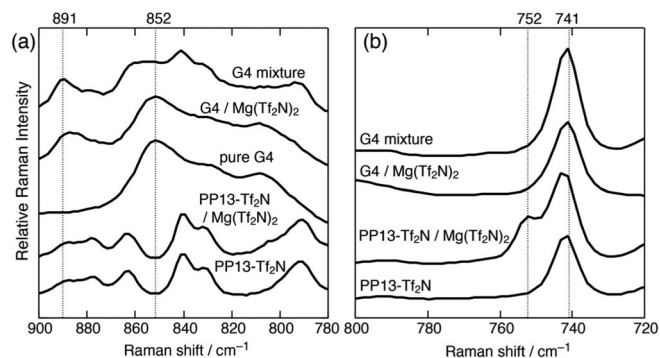 891 852
752 741
(a)
(b)
G4 mixture
G4 / Mg(Tf₂N)₂
pure G4
PP13-Tf₂N
/ Mg(Tf₂N)₂
PP13-Tf₂N
Relative Raman Intensity
900 880 860 840 820 800 780
Raman shift / cm⁻¹
G4 mixture
G4 / Mg(Tf₂N)₂
PP13-Tf₂N / Mg(Tf₂N)₂
PP13-Tf₂N
800 780 760 740 720
Raman shift / cm⁻¹